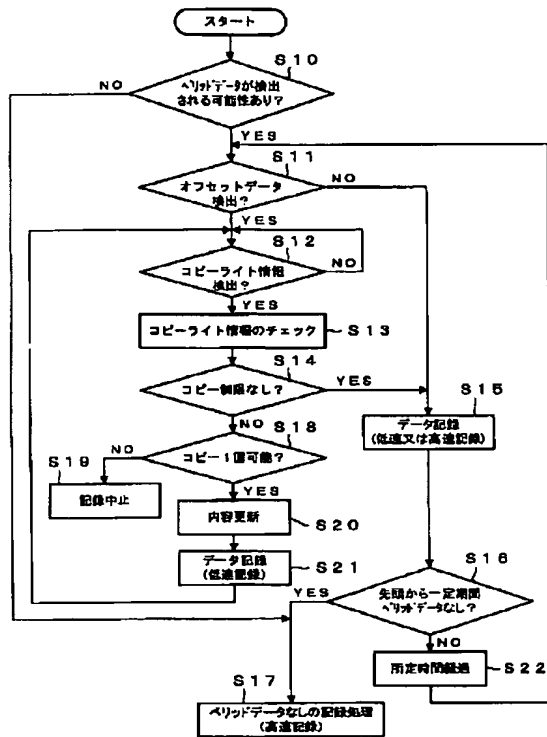 スタート
S10
ベリッドデータが検出
される可能性あり?
NO
YES
S11
オフセットデータ
検出?
NO
YES
S12
コピーライト情報
検出?
NO
YES
コピーライト情報のチェック
S13
S14
コピー制限なし?
YES
S15
データ記録
(低速又は高速記録)
NO
S18
コピー1個可能?
NO
S19
記録中止
YES
内容更新
S20
データ記録
(低速記録)
S21
S16
先頭から一定期間
ベリッドデータなし?
YES
NO
所定時間経過
S22
S17
ベリッドデータなしの記録処理
(高速記録)